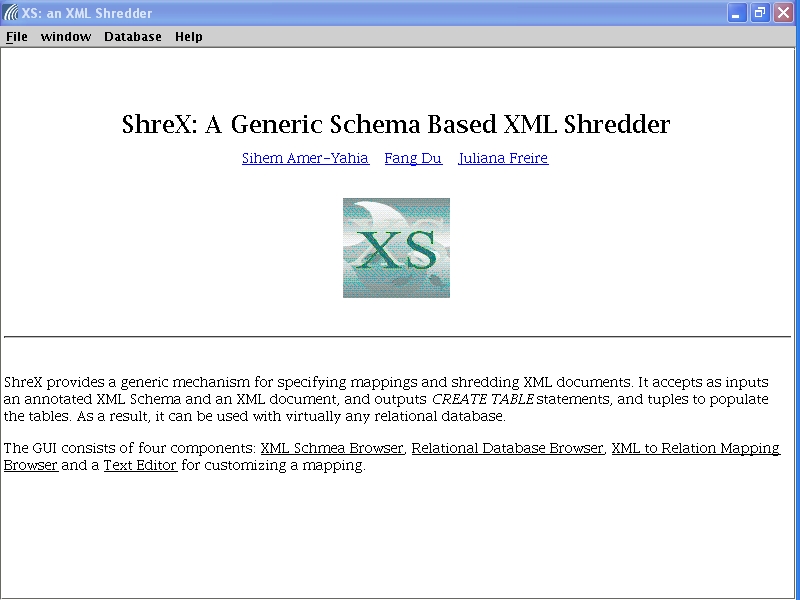 XS: an XML Shredder
File window Database Help
ShreX: A Generic Schema Based XML Shredder
Sihem Amer-Yahia Fang Du Juliana Freire
XS
ShreX provides a generic mechanism for specifying mappings and shredding XML documents. It accepts as inputs
an annotated XML Schema and an XML document, and outputs CREATE TABLE statements, and tuples to populate
the tables. As a result, it can be used with virtually any relational database.
The GUI consists of four components: XML Schmea Browser, Relational Database Browser, XML to Relation Mapping
Browser and a Text Editor for customizing a mapping.